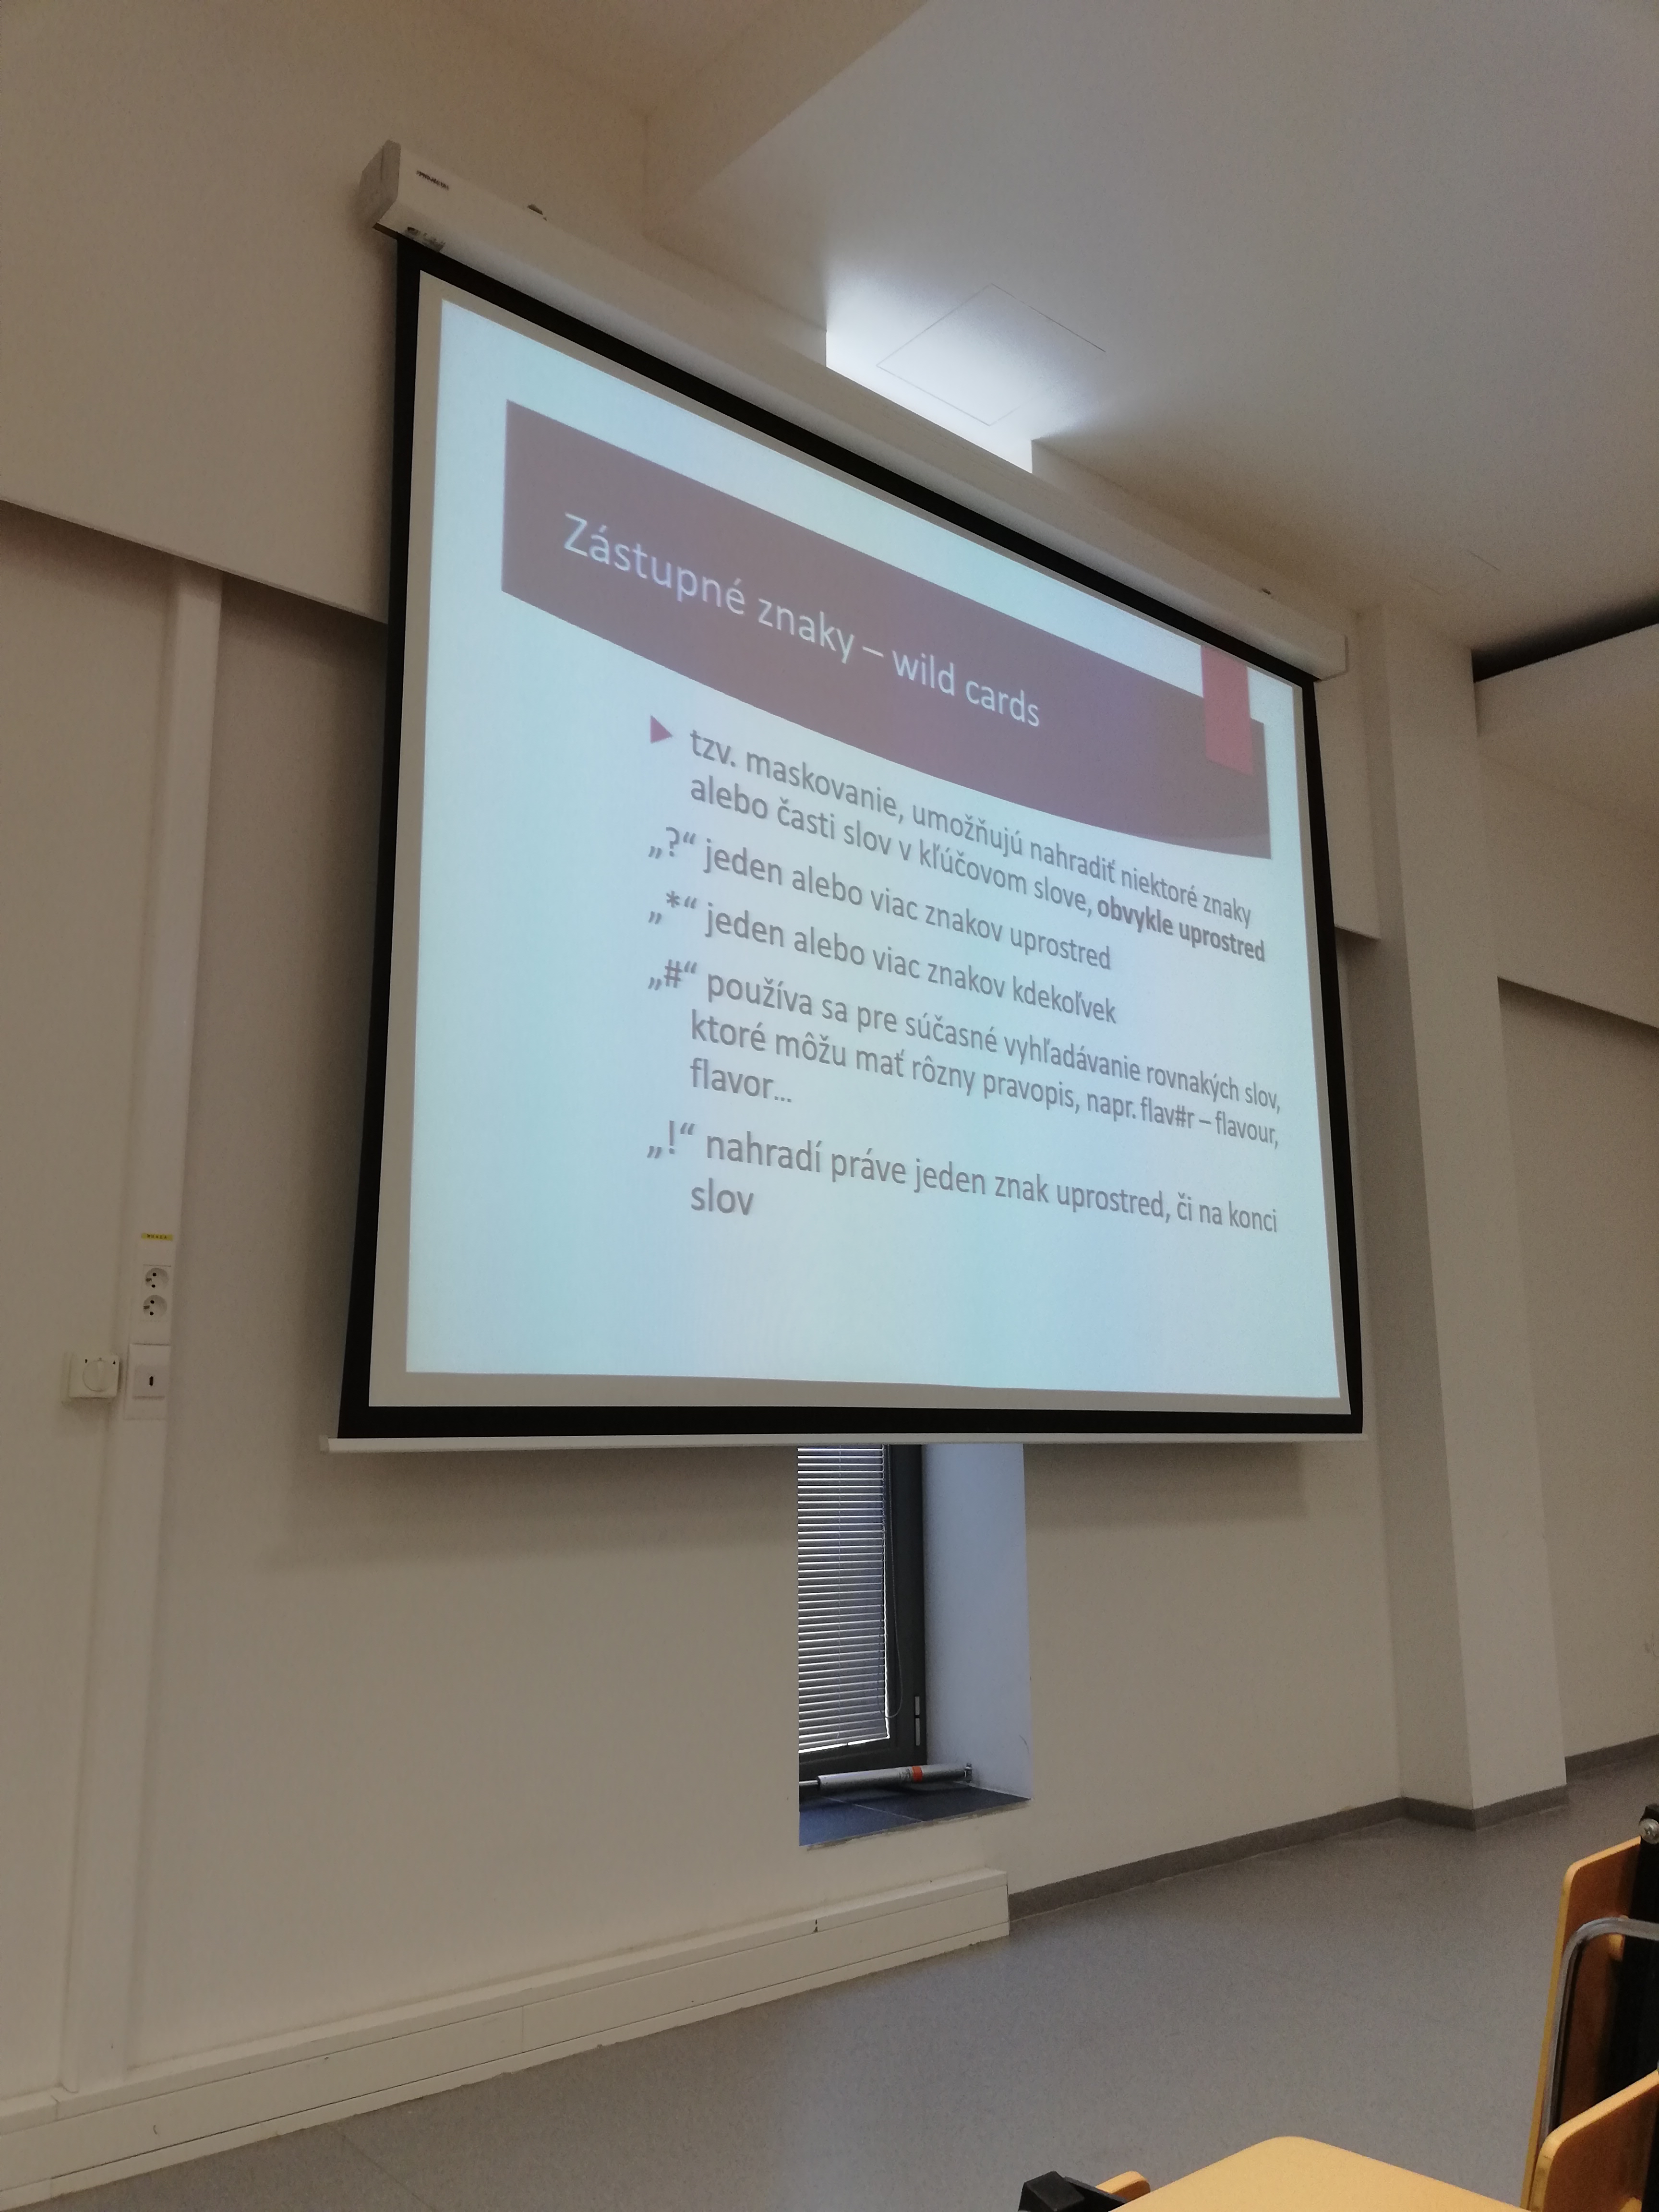 Zástupné znaky – wild cards
tzv. maskovanie, umožňujú nahradiť niektoré znaky
alebo časti slov v kľúčovom slove, obvykle uprostred
„?“ jeden alebo viac znakov uprostred
„*“ jeden alebo viac znakov kdekoľvek
„#“ používa sa pre súčasné vyhľadávanie rovnakých slov,
ktoré môžu mať rôzny pravopis, napr. flav#r – flavour,
flavor...
„!“ nahradí práve jeden znak uprostred, či na konci
slov